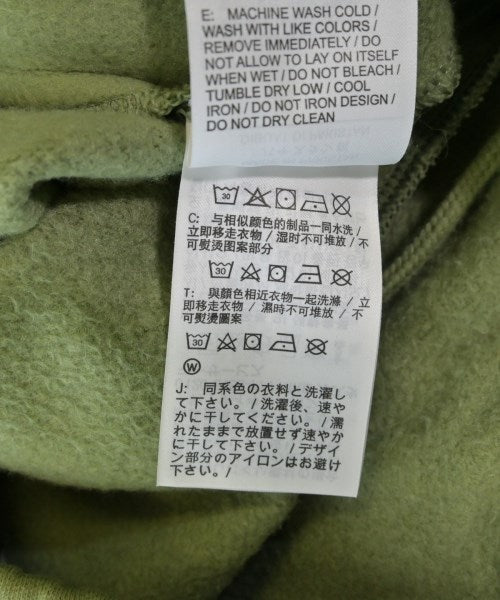 E: MACHINE WASH COLD /
WASH WITH LIKE COLORS /
REMOVE IMMEDIATELY / DO
NOT ALLOW TO LAY ON ITSELF
WHEN WET / DO NOT BLEACH /
TUMBLE DRY LOW / COOL
IRON / DO NOT IRON DESIGN /
DO NOT DRY CLEAN
30
C: 与相似颜色的制品一同水洗 /
立即移走衣物 / 湿时不可堆放 / 不
可熨烫图案部分
30
T: 與顏色相近衣物一起洗滌 / 立
即移走衣物 / 濕時不可堆放 / 不
可熨燙圖案
30
W
J: 同系色の衣料と洗濯し
て下さい。/ 洗濯後、速や
かに干してください。/ 濡
れたままで放置せず速やか
に干して下さい。/ デザイ
ン部分のアイロンはお避け
下さい。/